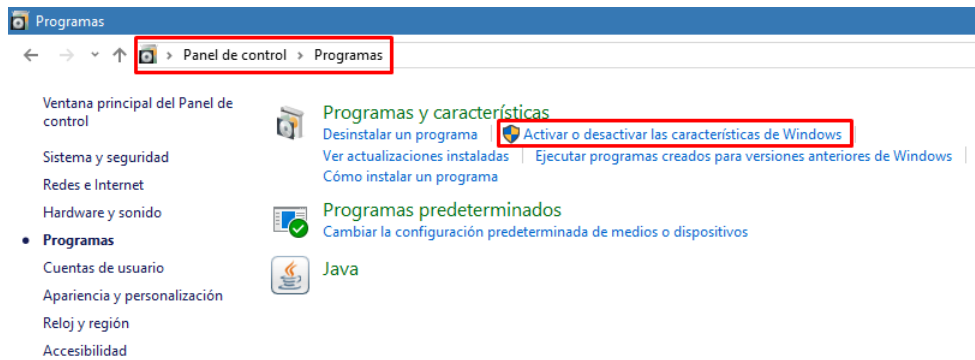 Programas
Panel de control > Programas
Ventana principal del Panel de
control
Sistema y seguridad
Redes e Internet
Hardware y sonido
Programas
Cuentas de usuario
Apariencia y personalización
Reloj y región
Accesibilidad
Programas y características
Desinstalar un programa | Activar o desactivar las características de Windows
Ver actualizaciones instaladas | Ejecutar programas creados para versiones anteriores de Windows |
Cómo instalar un programa
Programas predeterminados
Cambiar la configuración predeterminada de medios o dispositivos
Java